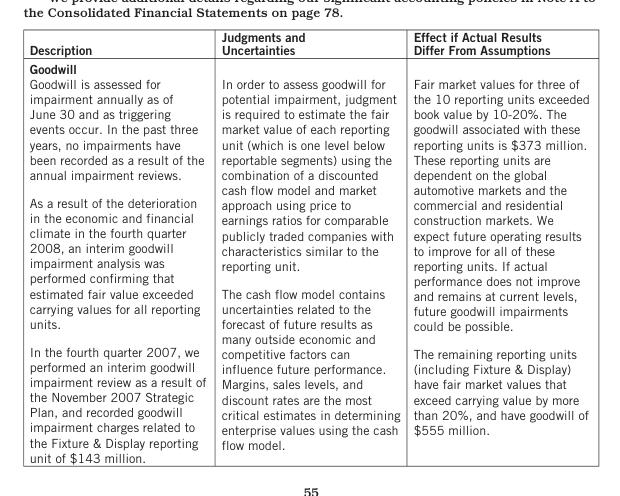 the Consolidated Financial Statements on page 78.
Description
Judgments and
Uncertainties
Effect if Actual Results
Differ From Assumptions
Goodwill
Goodwill is assessed for
impairment annually as of
June 30 and as triggering
events occur. In the past three
years, no impairments have
been recorded as a result of the
annual impairment reviews.
As a result of the deterioration
in the economic and financial
climate in the fourth quarter
2008, an interim goodwill
impairment analysis was
performed confirming that
estimated fair value exceeded
carrying values for all reporting
units.
In the fourth quarter 2007, we
performed an interim goodwill
impairment review as a result of
the November 2007 Strategic
Plan, and recorded goodwill
impairment charges related to
the Fixture & Display reporting
unit of $143 million.
In order to assess goodwill for
potential impairment, judgment
is required to estimate the fair
market value of each reporting
unit (which is one level below
reportable segments) using the
combination of a discounted
cash flow model and market
approach using price to
earnings ratios for comparable
publicly traded companies with
characteristics similar to the
reporting unit.
The cash flow model contains
uncertainties related to the
forecast of future results as
many outside economic and
competitive factors can
influence future performance.
Margins, sales levels, and
discount rates are the most
critical estimates in determining
enterprise values using the cash
flow model.
Fair market values for three of
the 10 reporting units exceeded
book value by 10-20%. The
goodwill associated with these
reporting units is $373 million.
These reporting units are
dependent on the global
automotive markets and the
commercial and residential
construction markets. We
expect future operating results
to improve for all of these
reporting units. If actual
performance does not improve
and remains at current levels,
future goodwill impairments
could be possible.
The remaining reporting units
(including Fixture & Display)
have fair market values that
exceed carrying value by more
than 20%, and have goodwill of
$555 million.
55